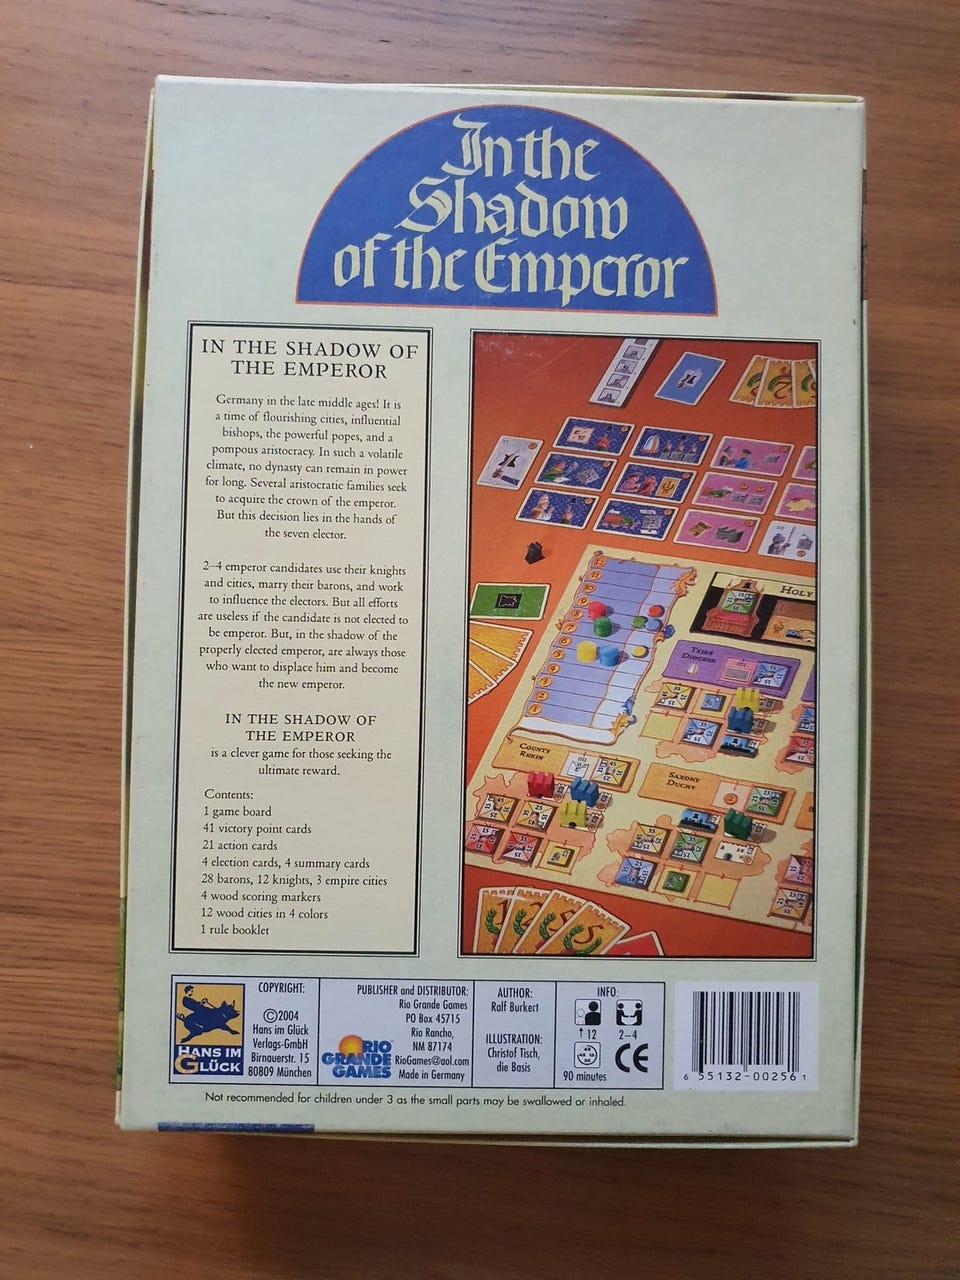 In the
Shadow
of the Emperor
IN THE SHADOW OF
THE EMPEROR
Germany in the late middle ages! It is
a time of flourishing cities, influential
bishops, the powerful popes, and a
pompous aristocracy. In such a volatile
climate, no dynasty can remain in power
for long. Several aristocratic families seek
to acquire the crown of the emperor.
But this decision lies in the hands of
the seven elector.
2–4 emperor candidates use their knights
and cities, marry their barons, and work
to influence the electors. But all efforts
are useless if the candidate is not elected to
be emperor. But, in the shadow of the
properly elected emperor, are always those
who want to displace him and become
the new emperor.
IN THE SHADOW OF
THE EMPEROR
is a clever game for those seeking the
ultimate reward.
Contents:
1 game board
41 victory point cards
21 action cards
4 election cards, 4 summary cards
28 barons, 12 knights, 3 empire cities
4 wood scoring markers
12 wood cities in 4 colors
1 rule booklet
HOLY
TRIER
DIOCESE
COUNTY
RHEIN
SAXONY
DUCHY
1 2 5 5
HANS IM
GLÜCK
COPYRIGHT:
©2004
Hans im Glück
Verlags-GmbH
Birnauerstr. 15
80809 München
PUBLISHER and DISTRIBUTOR:
Rio Grande Games
PO Box 45715
Rio Rancho,
NM 87174
RioGames@aol.com
Made in Germany
RIO
GRANDE
GAMES
AUTHOR:
Ralf Burkert
ILLUSTRATION:
Christof Tisch,
die Basis
INFO:
↑12 2–4
90 minutes
CE
6 55132-00256 1
Not recommended for children under 3 as the small parts may be swallowed or inhaled.